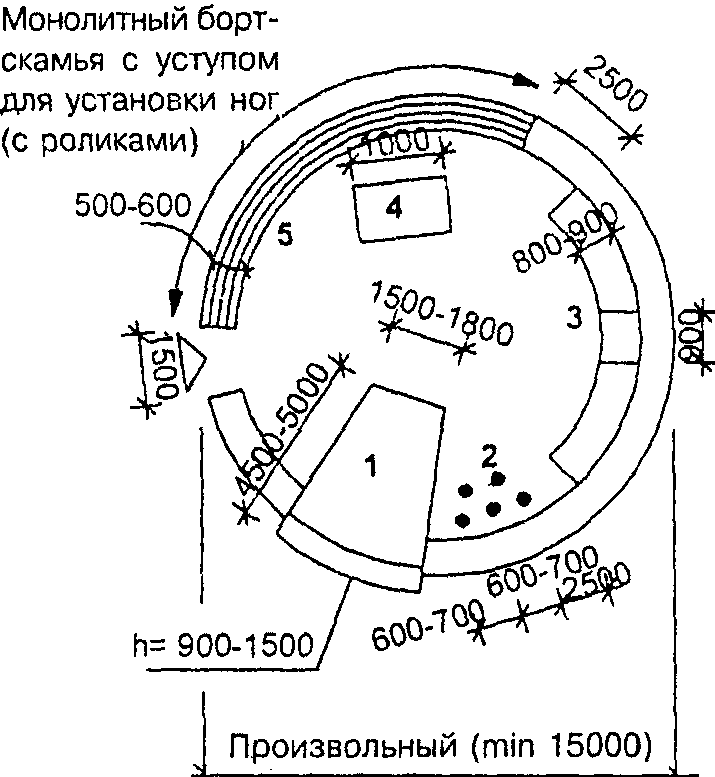 Монолитный борт-
скамья с уступом
для установки ног
(с роликами)
2500
1000
500-600
4
5
800-900
1500-1800
3
900
1500
4500-5000
1
2
600-700
2500
600-700
h= 900-1500
Произвольный (min 15000)